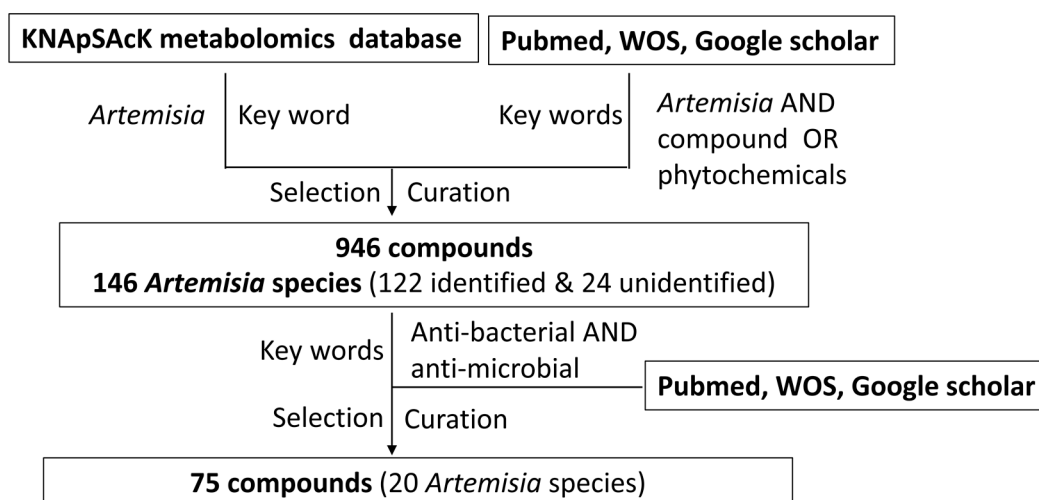 KNApSAcK metabolomics database
Pubmed, WOS, Google scholar
Artemisia
Key word
Key words
Artemisia AND
compound OR
phytochemicals
Selection
Curation
946 compounds
146 Artemisia species (122 identified & 24 unidentified)
Key words
Anti-bacterial AND
anti-microbial
Pubmed, WOS, Google scholar
Selection
Curation
75 compounds (20 Artemisia species)